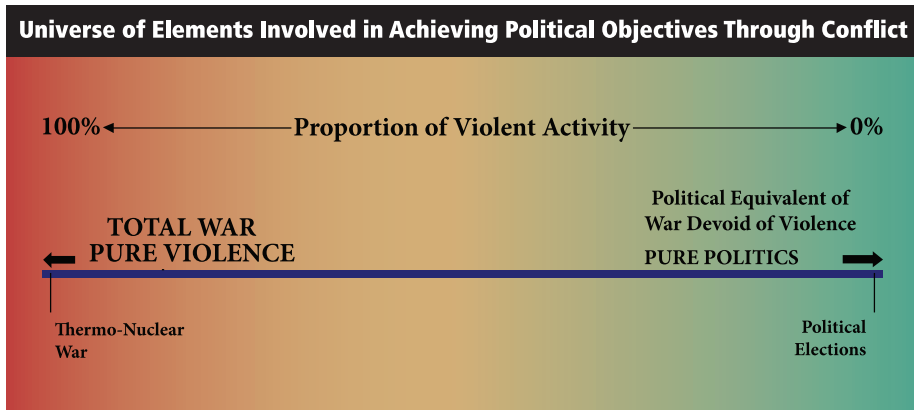 Universe of Elements Involved in Achieving Political Objectives Through Conflict
100% Proportion of Violent Activity 0%
Political Equivalent of
War Devoid of Violence
TOTAL WAR
PURE VIOLENCE
PURE POLITICS
Thermo-Nuclear
War
Political
Elections